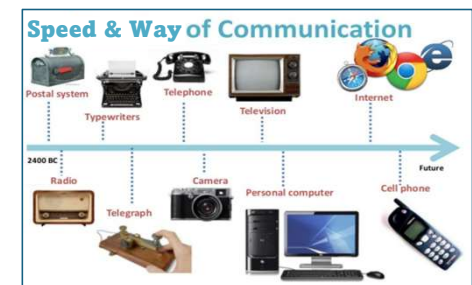 Speed & Way of Communication
Postal system
Typewriters
Telephone
Television
Internet
2400 BC
Future
Radio
Telegraph
Camera
Personal computer
Cell phone